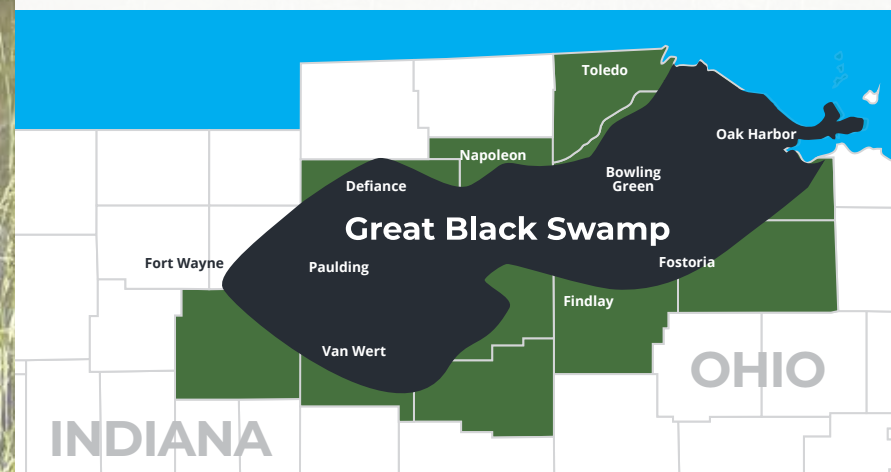 Toledo
Oak Harbor
Napoleon
Bowling
Green
Defiance
Great Black Swamp
Fort Wayne
Paulding
Fostoria
Findlay
Van Wert
OHIO
INDIANA